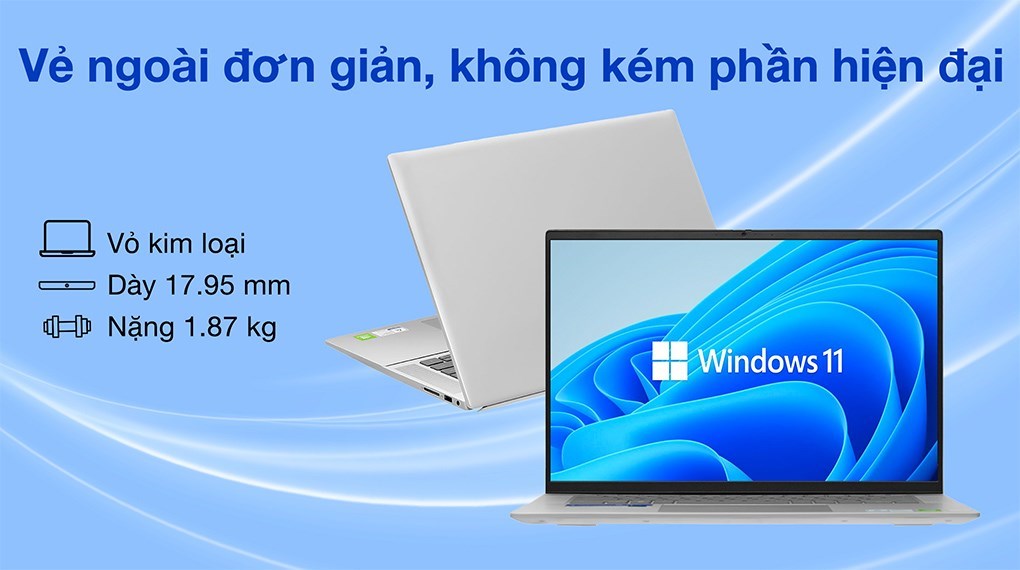 Vẻ ngoài đơn giản, không kém phần hiện đại
Vỏ kim loại
Dày 17.95 mm
Nặng 1.87 kg
Windows 11